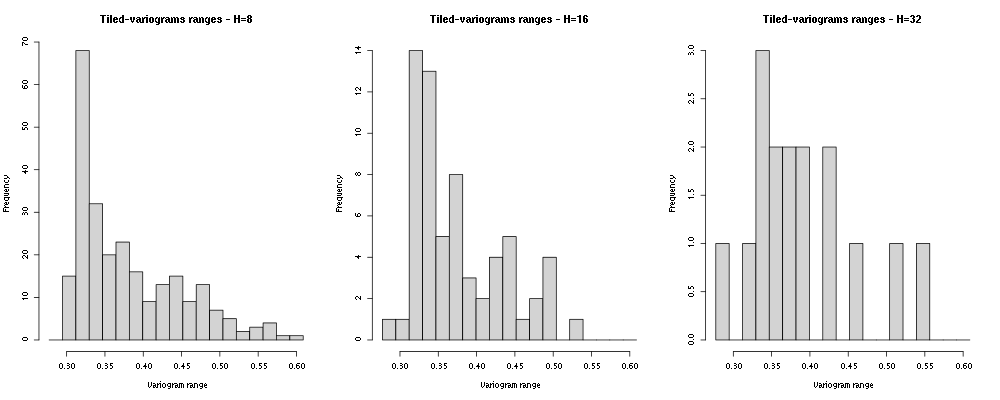 Tiled-variograms ranges - H=8
Frequency
70
60
50
40
30
20
10
0
0.30 0.35 0.40 0.45 0.50 0.55 0.60
Variogram range
Tiled-variograms ranges - H=16
Frequency
14
12
10
8
6
4
2
0
0.30 0.35 0.40 0.45 0.50 0.55 0.60
Variogram range
Tiled-variograms ranges - H=32
Frequency
3.0
2.5
2.0
1.5
1.0
0.5
0.0
0.30 0.35 0.40 0.45 0.50 0.55 0.60
Variogram range